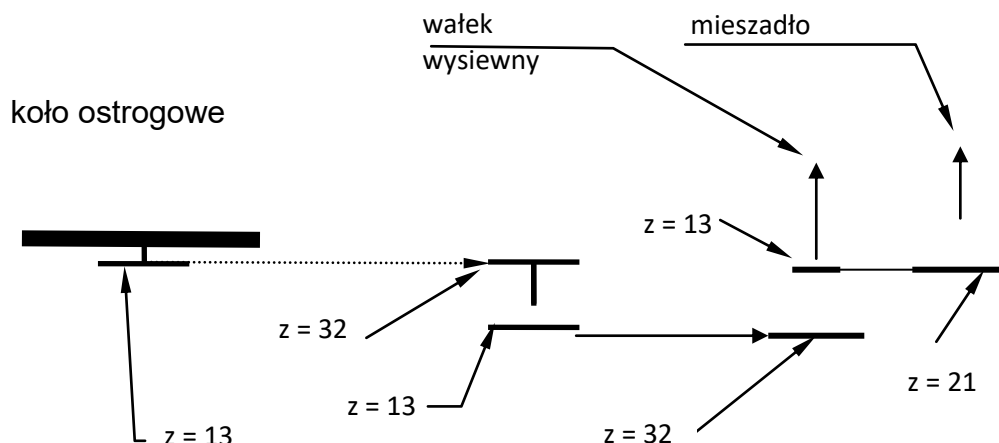 wałek
wysiewny
mieszadło
koło ostrogowe
z = 13
z = 32
z = 21
z = 13
z = 13
z = 32